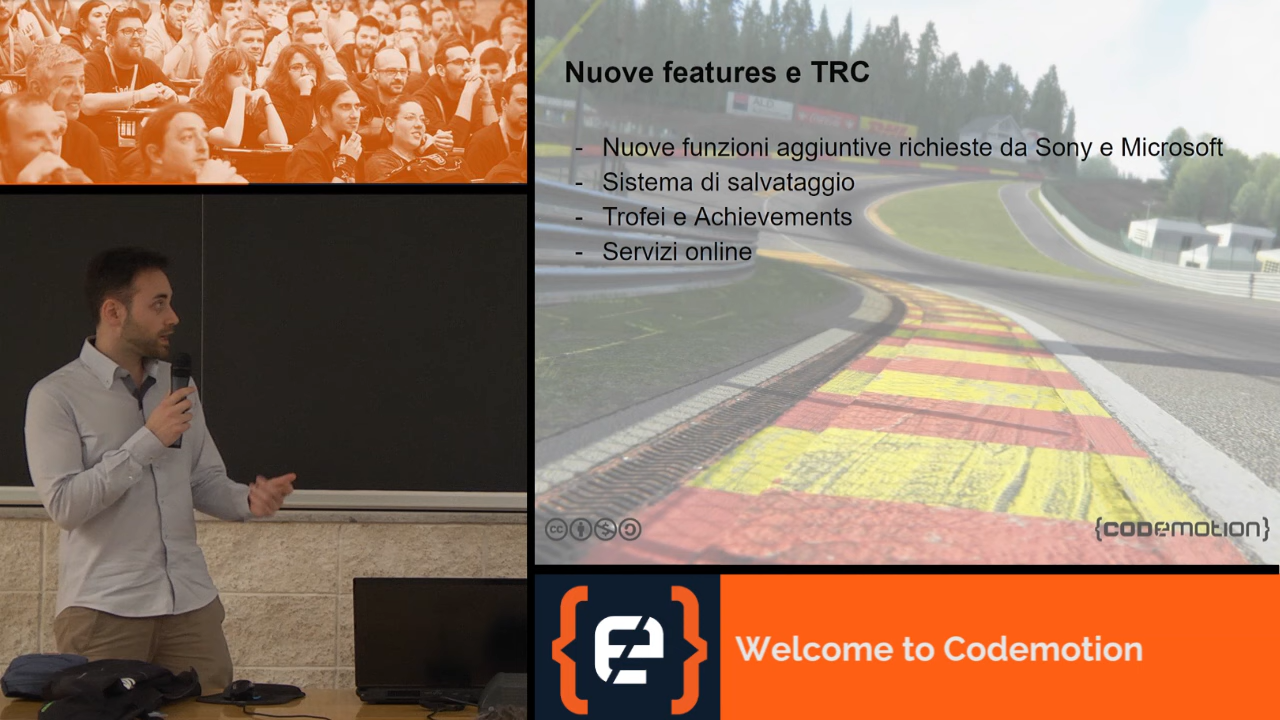 Nuove features e TRC
- Nuove funzioni aggiuntive richieste da Sony e Microsoft
- Sistema di salvataggio
- Trofei e Achievements
- Servizi online
{CODEMOTION}
Welcome to Codemotion